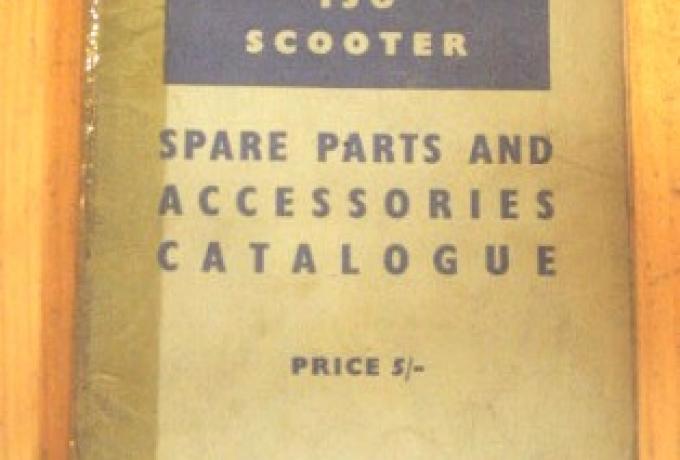 SCOOTER
SPARE PARTS AND
ACCESSORIES
CATALOGUE
PRICE 5/-